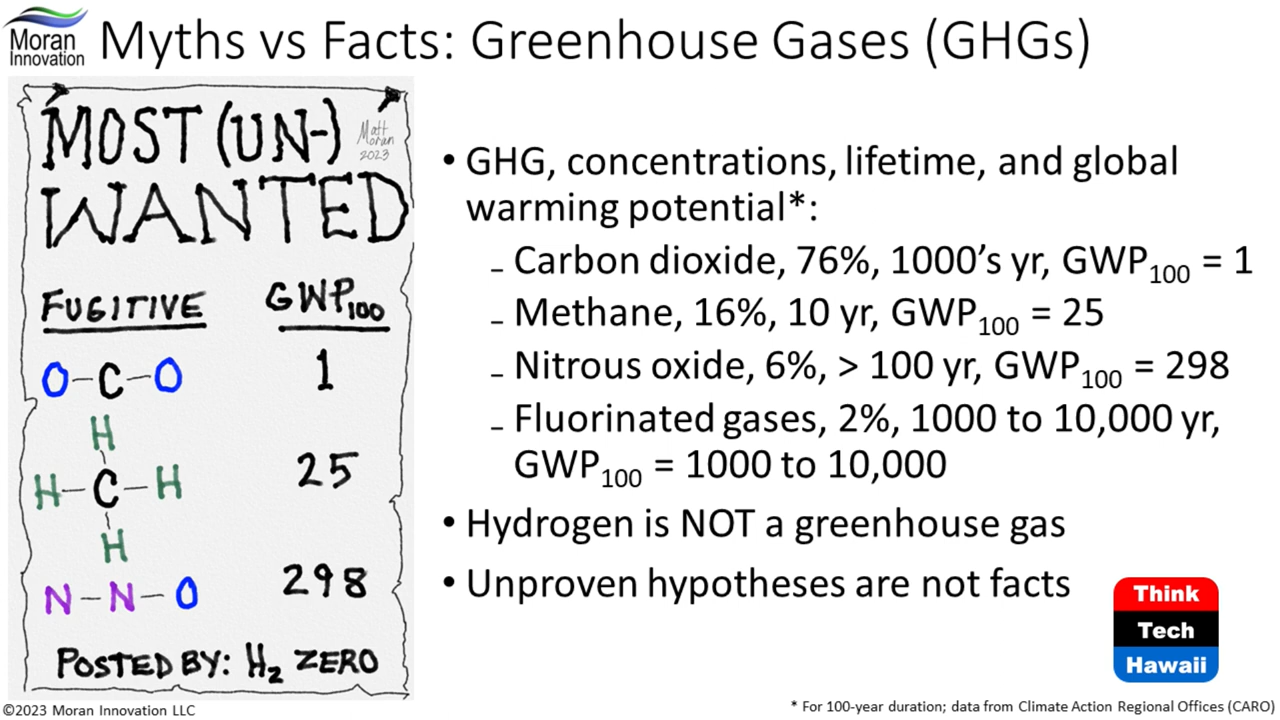 Moran
Innovation
Myths vs Facts: Greenhouse Gases (GHGs)
MOST (UN-)
Matt
Moran
2023
WANTED
FUGITIVE GWP100
O-C-O 1
H
H-C-H 25
H
N-N-O 298
POSTED BY: H2 ZERO
• GHG, concentrations, lifetime, and global
warming potential*:
– Carbon dioxide, 76%, 1000’s yr, GWP100 = 1
– Methane, 16%, 10 yr, GWP100 = 25
– Nitrous oxide, 6%, > 100 yr, GWP100 = 298
– Fluorinated gases, 2%, 1000 to 10,000 yr,
GWP100 = 1000 to 10,000
• Hydrogen is NOT a greenhouse gas
• Unproven hypotheses are not facts
Think
Tech
Hawaii
©2023 Moran Innovation LLC
* For 100-year duration; data from Climate Action Regional Offices (CARO)